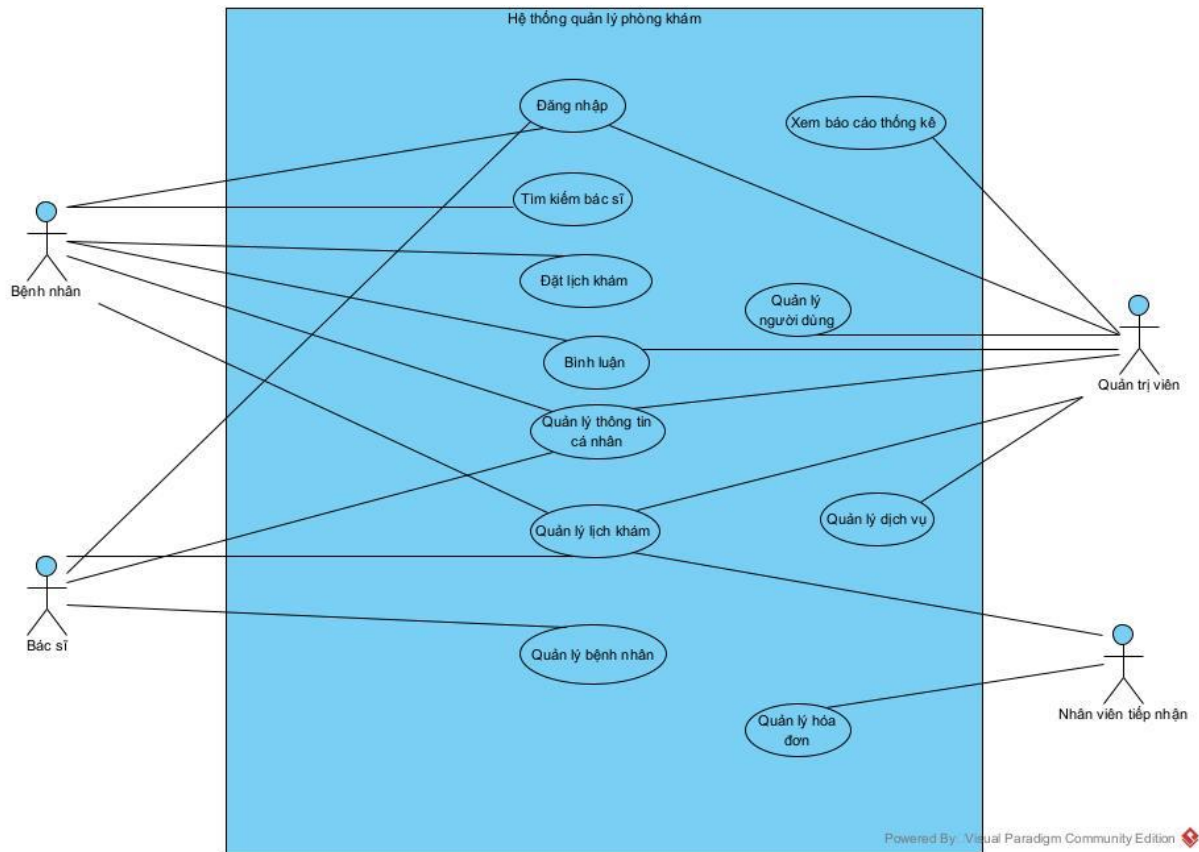 Hệ thống quản lý phòng khám
Đăng nhập
Xem báo cáo thống kê
Tìm kiếm bác sĩ
Bệnh nhân
Đặt lịch khám
Quản lý
người dùng
Bình luận
Quản trị viên
Quản lý thông tin
cá nhân
Quản lý dịch vụ
Quản lý lịch khám
Bác sĩ
Quản lý bệnh nhân
Nhân viên tiếp nhận
Quản lý hóa
đơn
Powered By: Visual Paradigm Community Edition